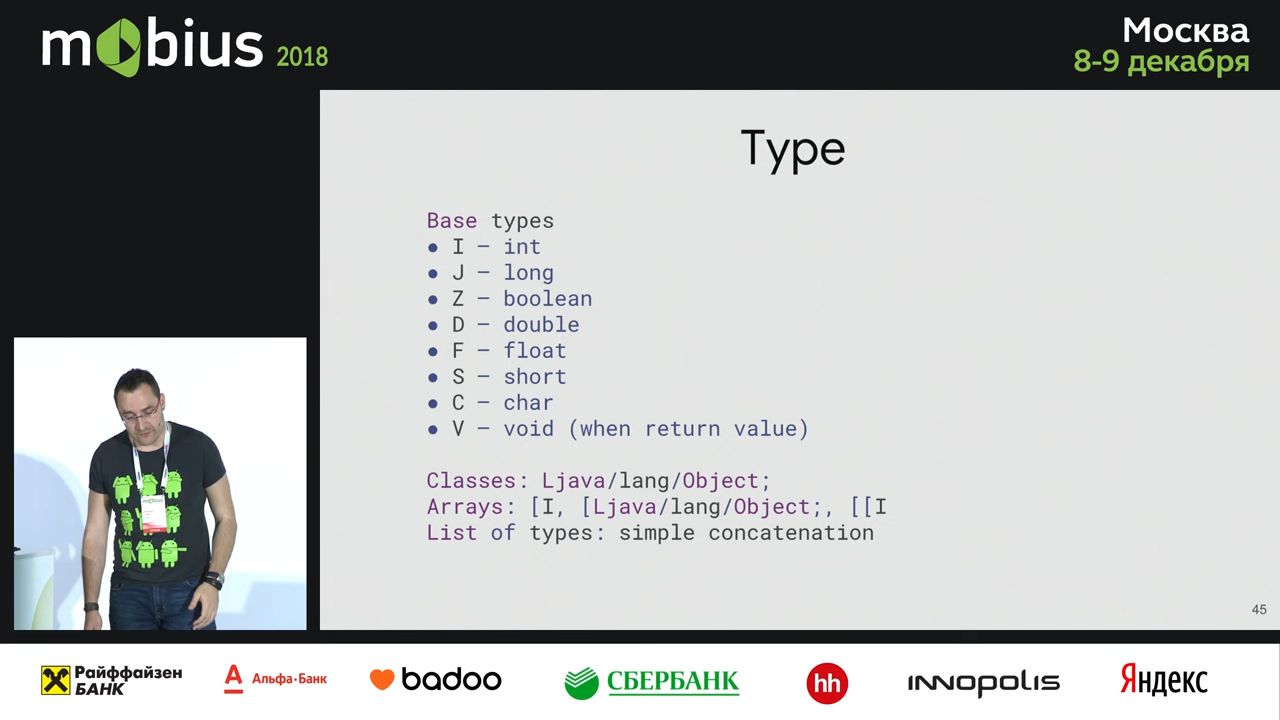 mobius 2018
Москва
8-9 декабря
Type
Base types
● I – int
● J – long
● Z – boolean
● D – double
● F – float
● S – short
● C – char
● V – void (when return value)
Classes: Ljava/lang/Object;
Arrays: [I, [Ljava/lang/Object;, [[I
List of types: simple concatenation
45
Райффайзен
БАНК
Альфа·Банк
badoo
СБЕРБАНК
hh
INNOPOLIS
Яндекс